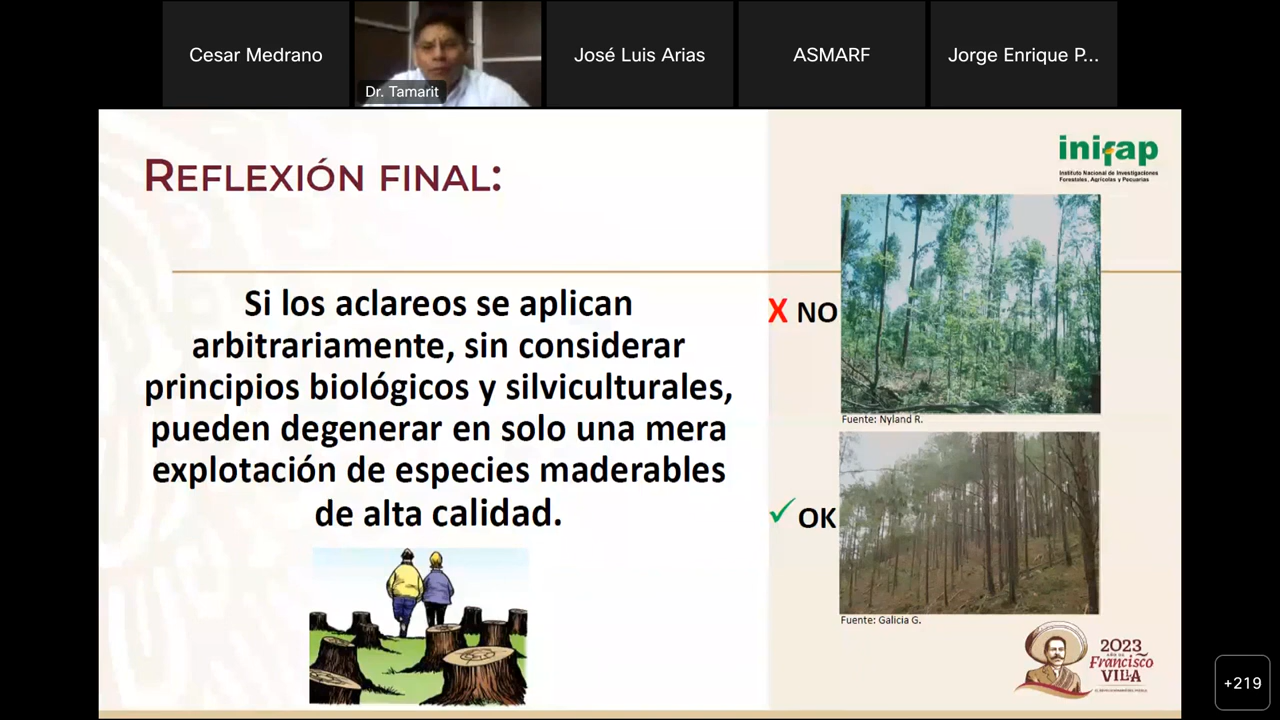 Cesar Medrano
Dr. Tamarit
José Luis Arias
ASMARF
Jorge Enrique P...
REFLEXIÓN FINAL:
inifap
Instituto Nacional de Investigaciones
Forestales, Agrícolas y Pecuarias
Si los aclareos se aplican
arbitrariamente, sin considerar
principios biológicos y silviculturales,
pueden degenerar en solo una mera
explotación de especies maderables
de alta calidad.
X NO
Fuente: Nyland R.
✓ OK
Fuente: Galicia G.
2023
AÑO DE
Francisco
VILLA
+219